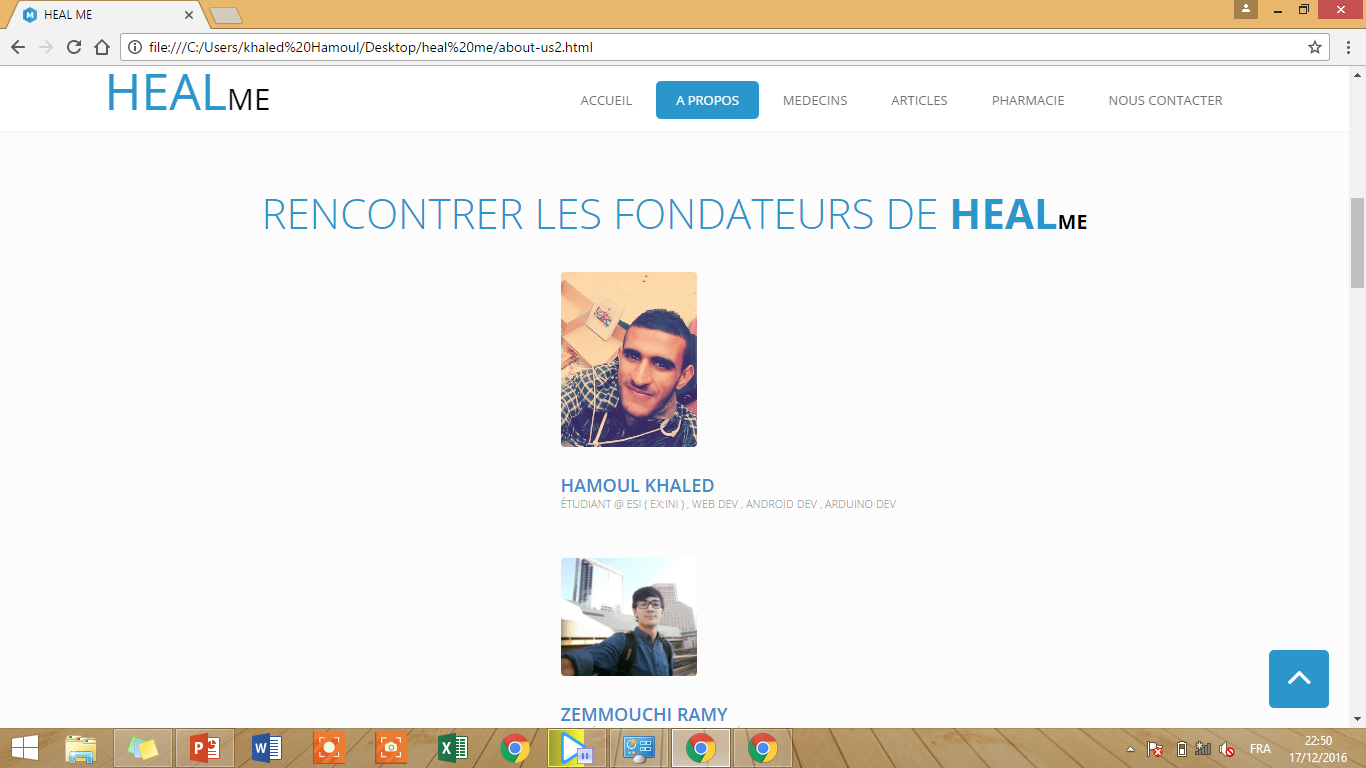 HEAL ME
file:///C:/Users/khaled%20Hamoul/Desktop/heal%20me/about-us2.html
HEALME
ACCUEIL A PROPOS MEDECINS ARTICLES PHARMACIE NOUS CONTACTER
RENCONTRER LES FONDATEURS DE HEALME
HAMOUL KHALED
ÉTUDIANT @ ESI ( EX;INI ) , WEB DEV , ANDROID DEV , ARDUINO DEV
ZEMMOUCHI RAMY
FRA
22:50
17/12/2016